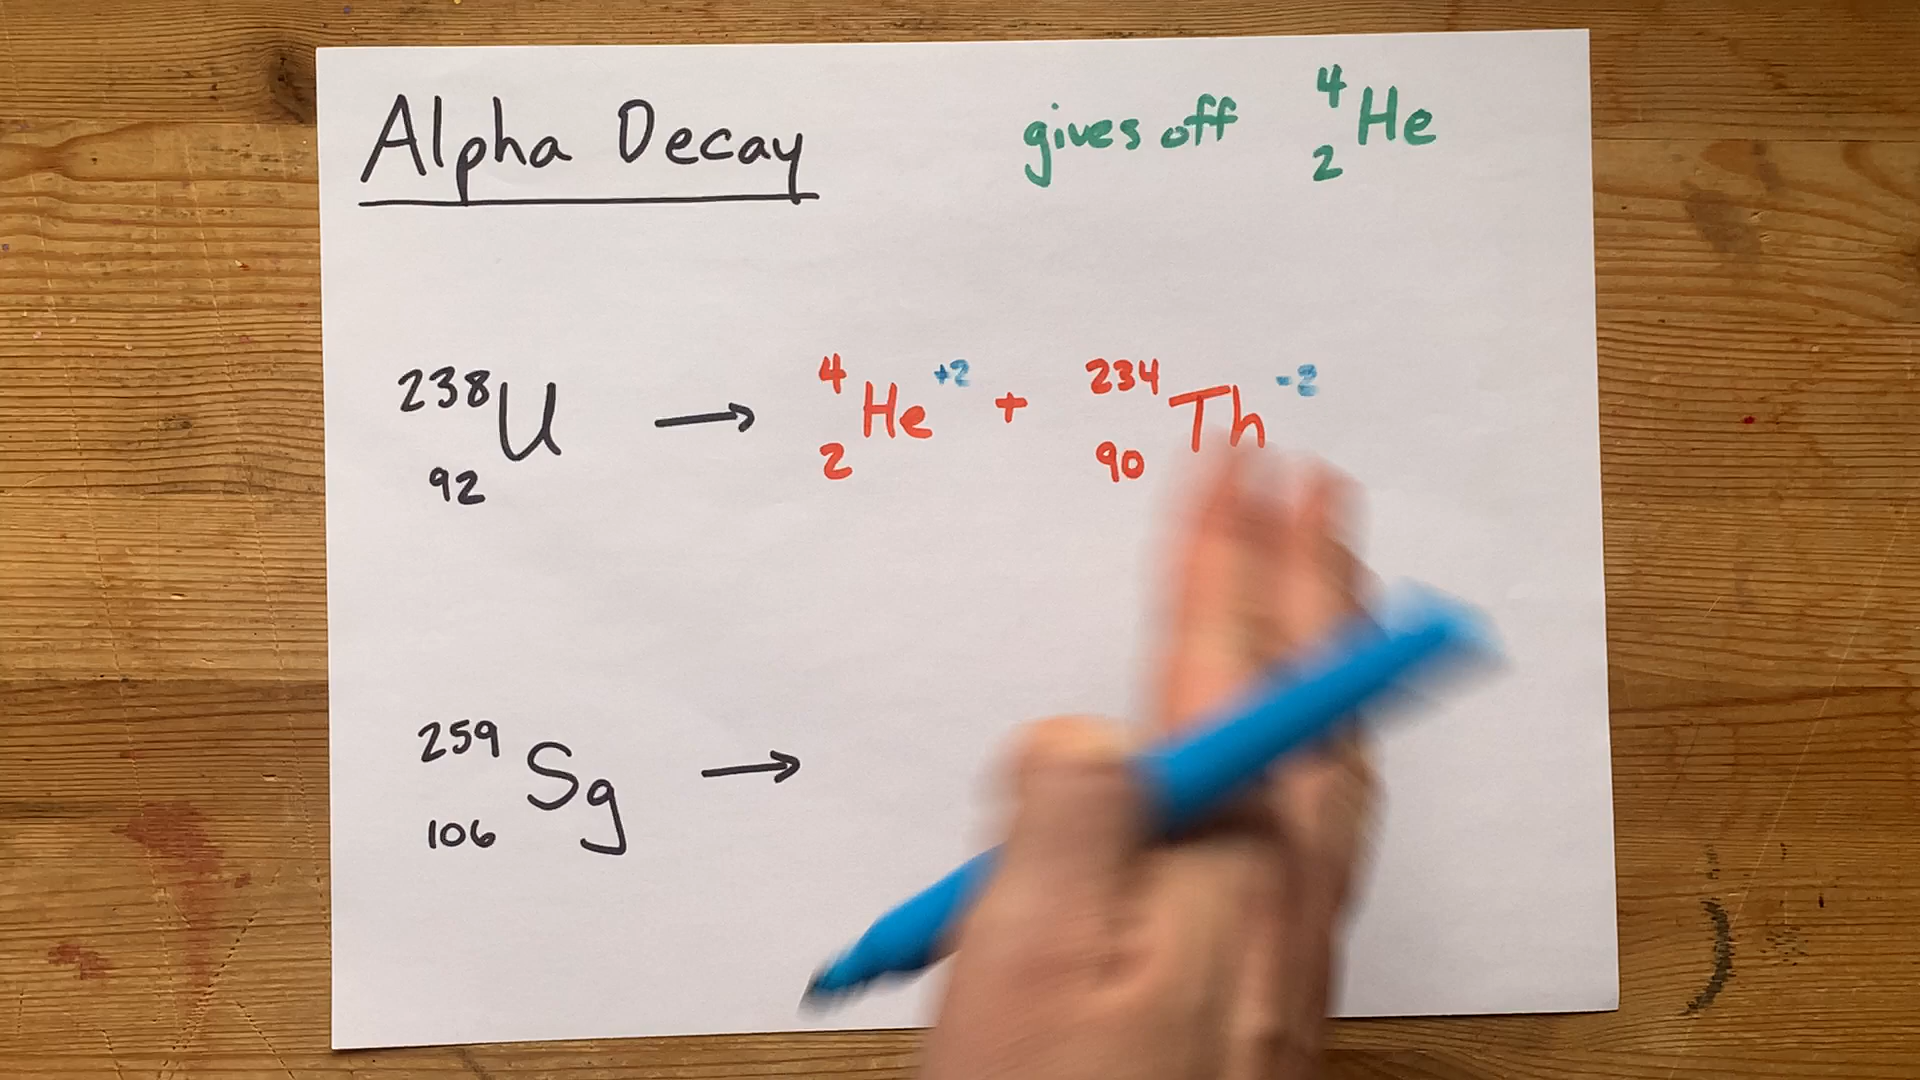 Alpha Decay gives off ⁴₂He
²³⁸₉₂U → ⁴₂He⁺² + ²³⁴₉₀Th⁻²
²⁵⁹₁₀₆Sg →